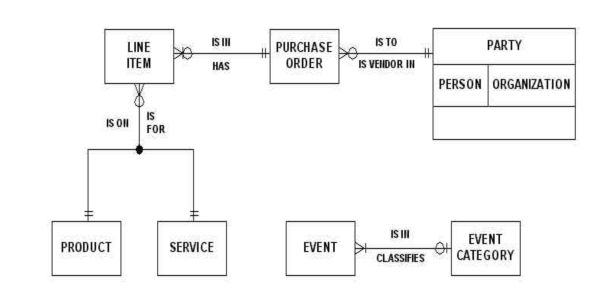 LINE
ITEM
IS IN
HAS
PURCHASE
ORDER
IS TO
IS VENDOR IN
PARTY
PERSON
ORGANIZATION
IS ON
IS
FOR
PRODUCT
SERVICE
EVENT
IS IN
CLASSIFIES
EVENT
CATEGORY